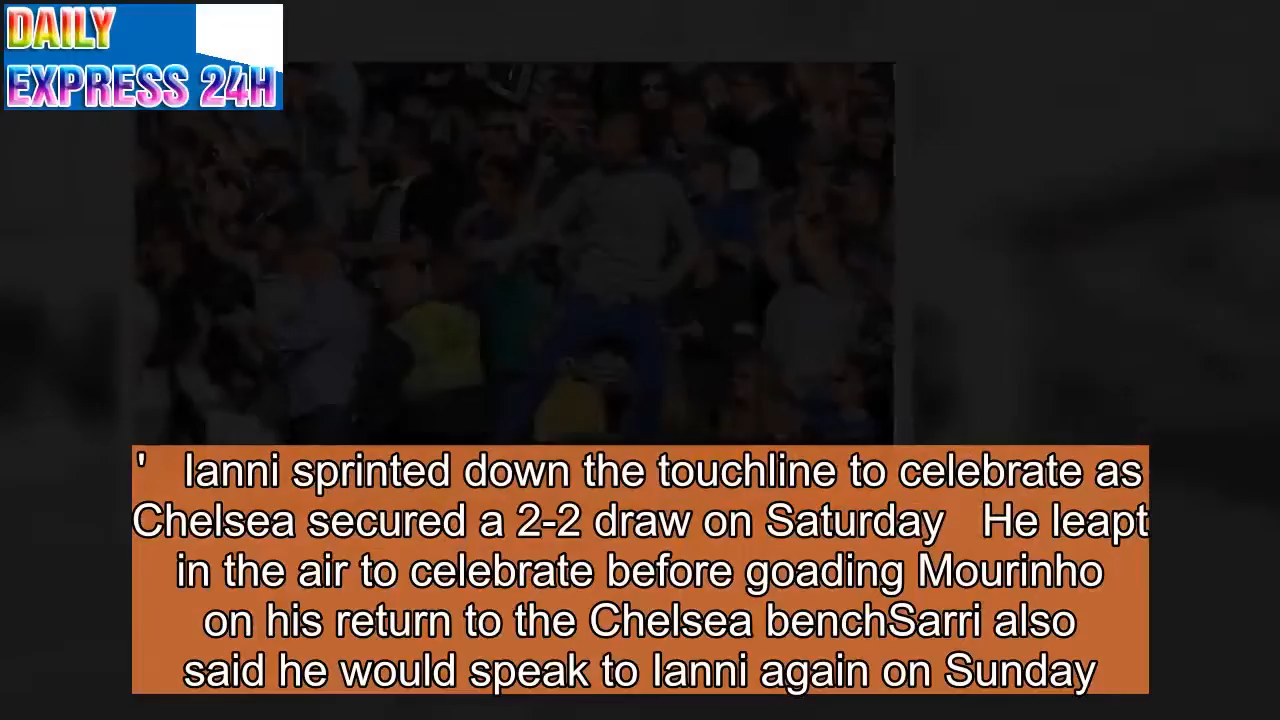 DAILY
EXPRESS 24H
' Ianni sprinted down the touchline to celebrate as
Chelsea secured a 2-2 draw on Saturday He leapt
in the air to celebrate before goading Mourinho
on his return to the Chelsea benchSarri also
said he would speak to Ianni again on Sunday